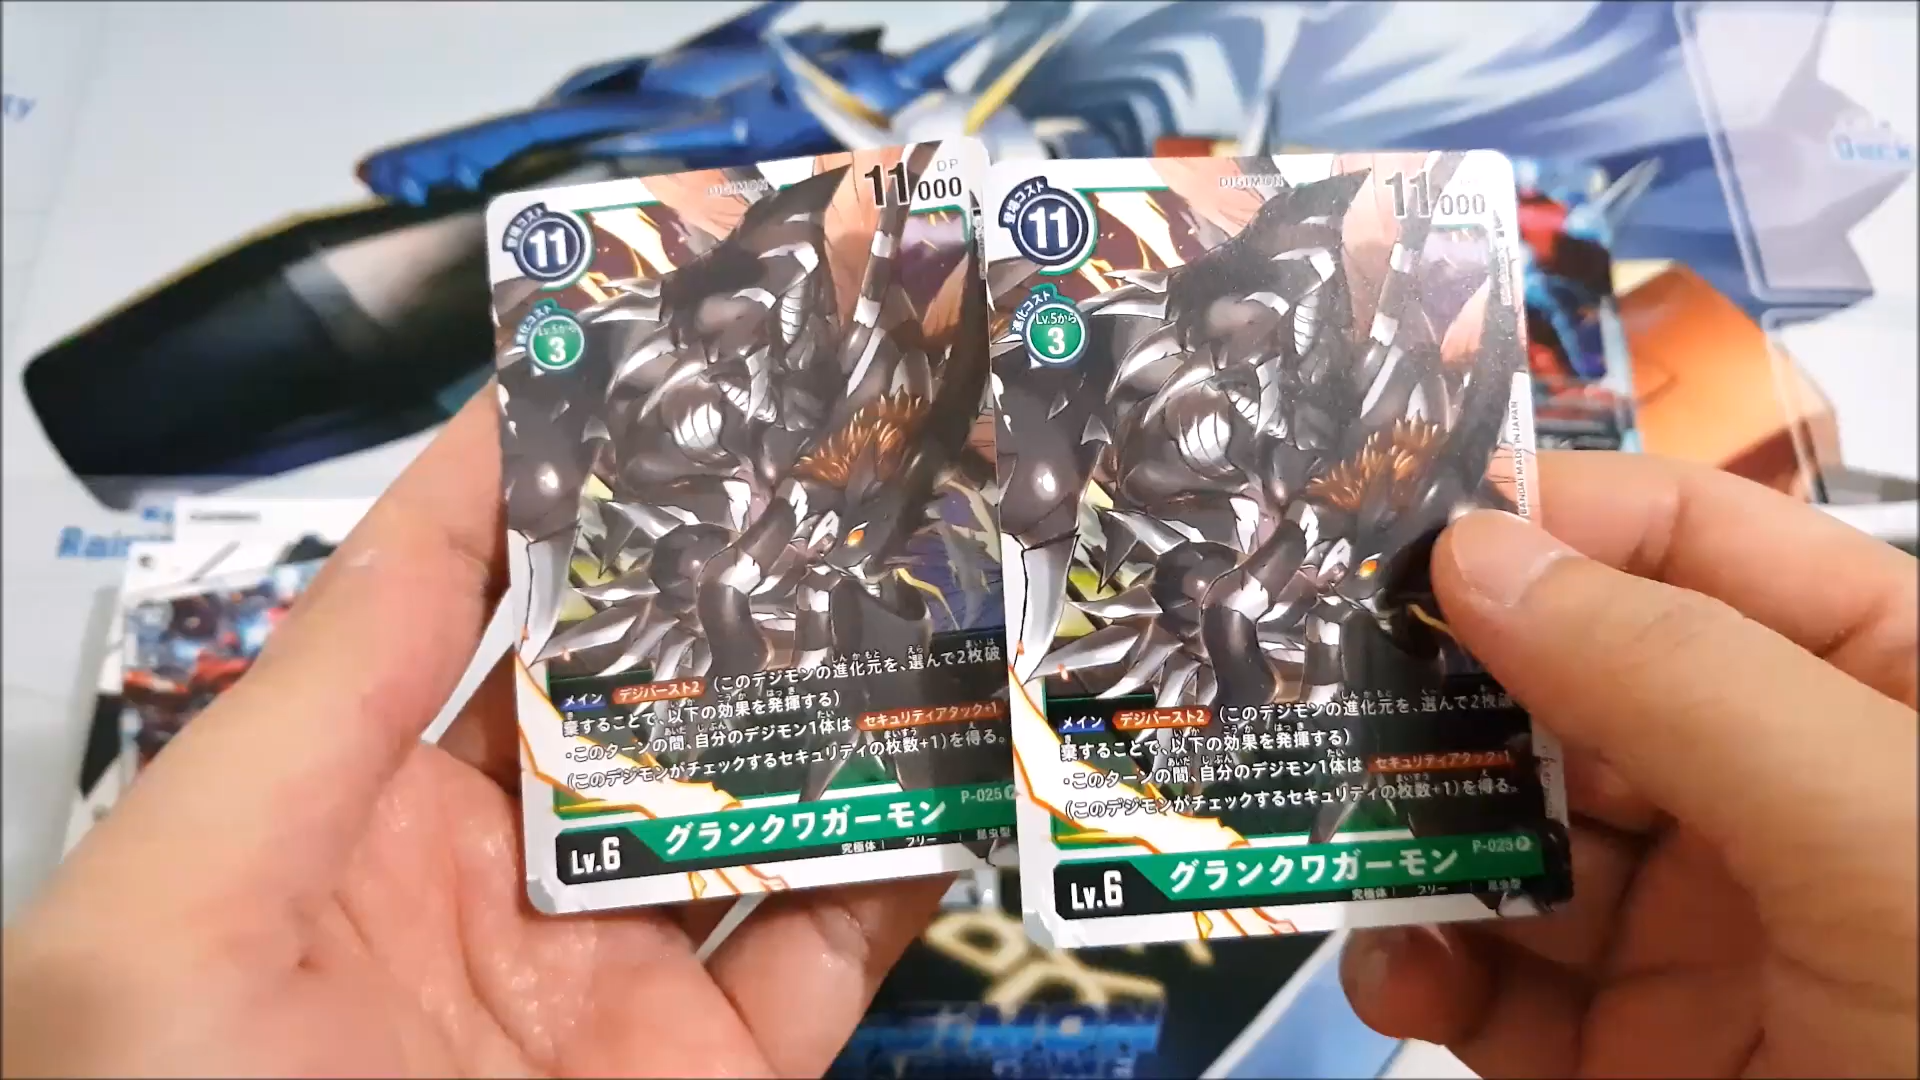 DIGIMON
DP
11000
登場コスト
11
進化コスト
Lv.5から
3
メイン デジバースト2 (このデジモンの進化元を、選んで2枚破
棄することで、以下の効果を発揮する)
・このターンの間、自分のデジモン1体は セキュリティアタック+1
(このデジモンがチェックするセキュリティの枚数+1)を得る。
P-025
グランクワガーモン
Lv.6
究極体 フリー 昆虫型
DIGIMON
11000
登場コスト
11
進化コスト
Lv.5から
3
BANDAI MADE IN JAPAN
メイン デジバースト2 (このデジモンの進化元を、選んで2枚破
棄することで、以下の効果を発揮する)
・このターンの間、自分のデジモン1体は セキュリティアタック+1
(このデジモンがチェックするセキュリティの枚数+1)を得る。
P-025 P
グランクワガーモン
Lv.6
究極体 フリー 昆虫型